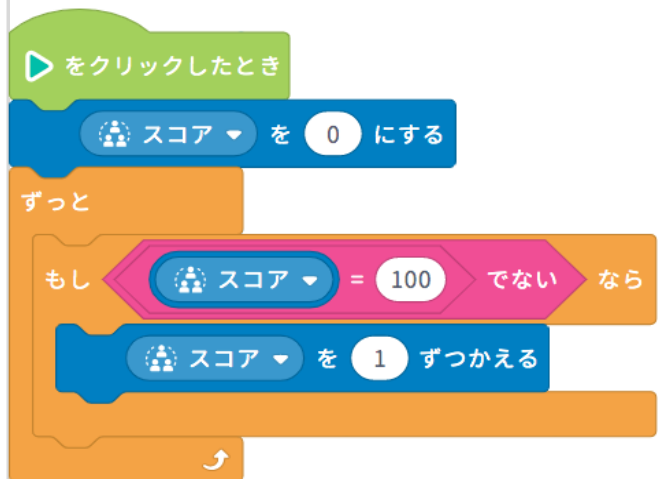 をクリックしたとき
スコア を 0 にする
ずっと
もし スコア = 100 でない なら
スコア を 1 ずつかえる